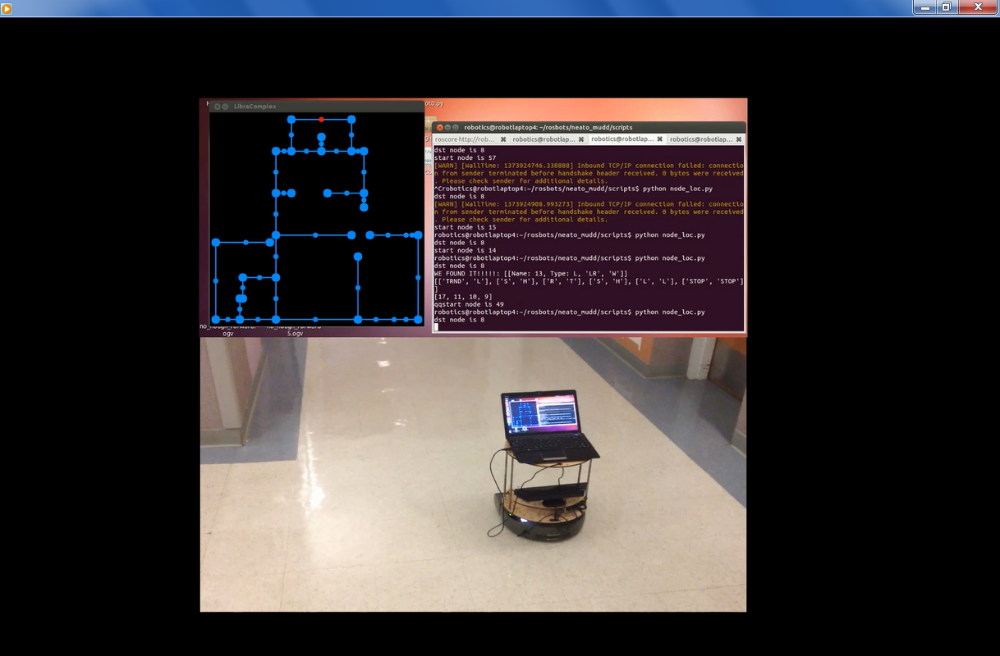 LibraComplex
ot0.py
robotics@robotlaptop4: ~/rosbots/neato_mudd/scripts
roscore http://rob... robotics@robotlap... robotics@robotlap... robotics@robotlap...
dst node is 8
start node is 57
[WARN] [WallTime: 1373924746.338888] Inbound TCP/IP connection failed: connectio
n from sender terminated before handshake header received. 0 bytes were received
. Please check sender for additional details.
^Crobotics@robotlaptop4:~/rosbots/neato_mudd/scripts$ python node_loc.py
dst node is 8
[WARN] [WallTime: 1373924908.993273] Inbound TCP/IP connection failed: connectio
n from sender terminated before handshake header received. 0 bytes were received
. Please check sender for additional details.
start node is 15
robotics@robotlaptop4:~/rosbots/neato_mudd/scripts$ python node_loc.py
dst node is 8
start node is 14
robotics@robotlaptop4:~/rosbots/neato_mudd/scripts$ python node_loc.py
dst node is 8
WE FOUND IT!!!!!: [[Name: 13, Type: L, 'LR', 'W']]
[['TRND', 'L'], ['S', 'H'], ['R', 'T'], ['S', 'H'], ['L', 'L'], ['STOP', 'STOP']
]
[17, 11, 10, 9]
qqstart node is 49
robotics@robotlaptop4:~/rosbots/neato_mudd/scripts$ python node_loc.py
dst node is 8
ogv
5.ogv